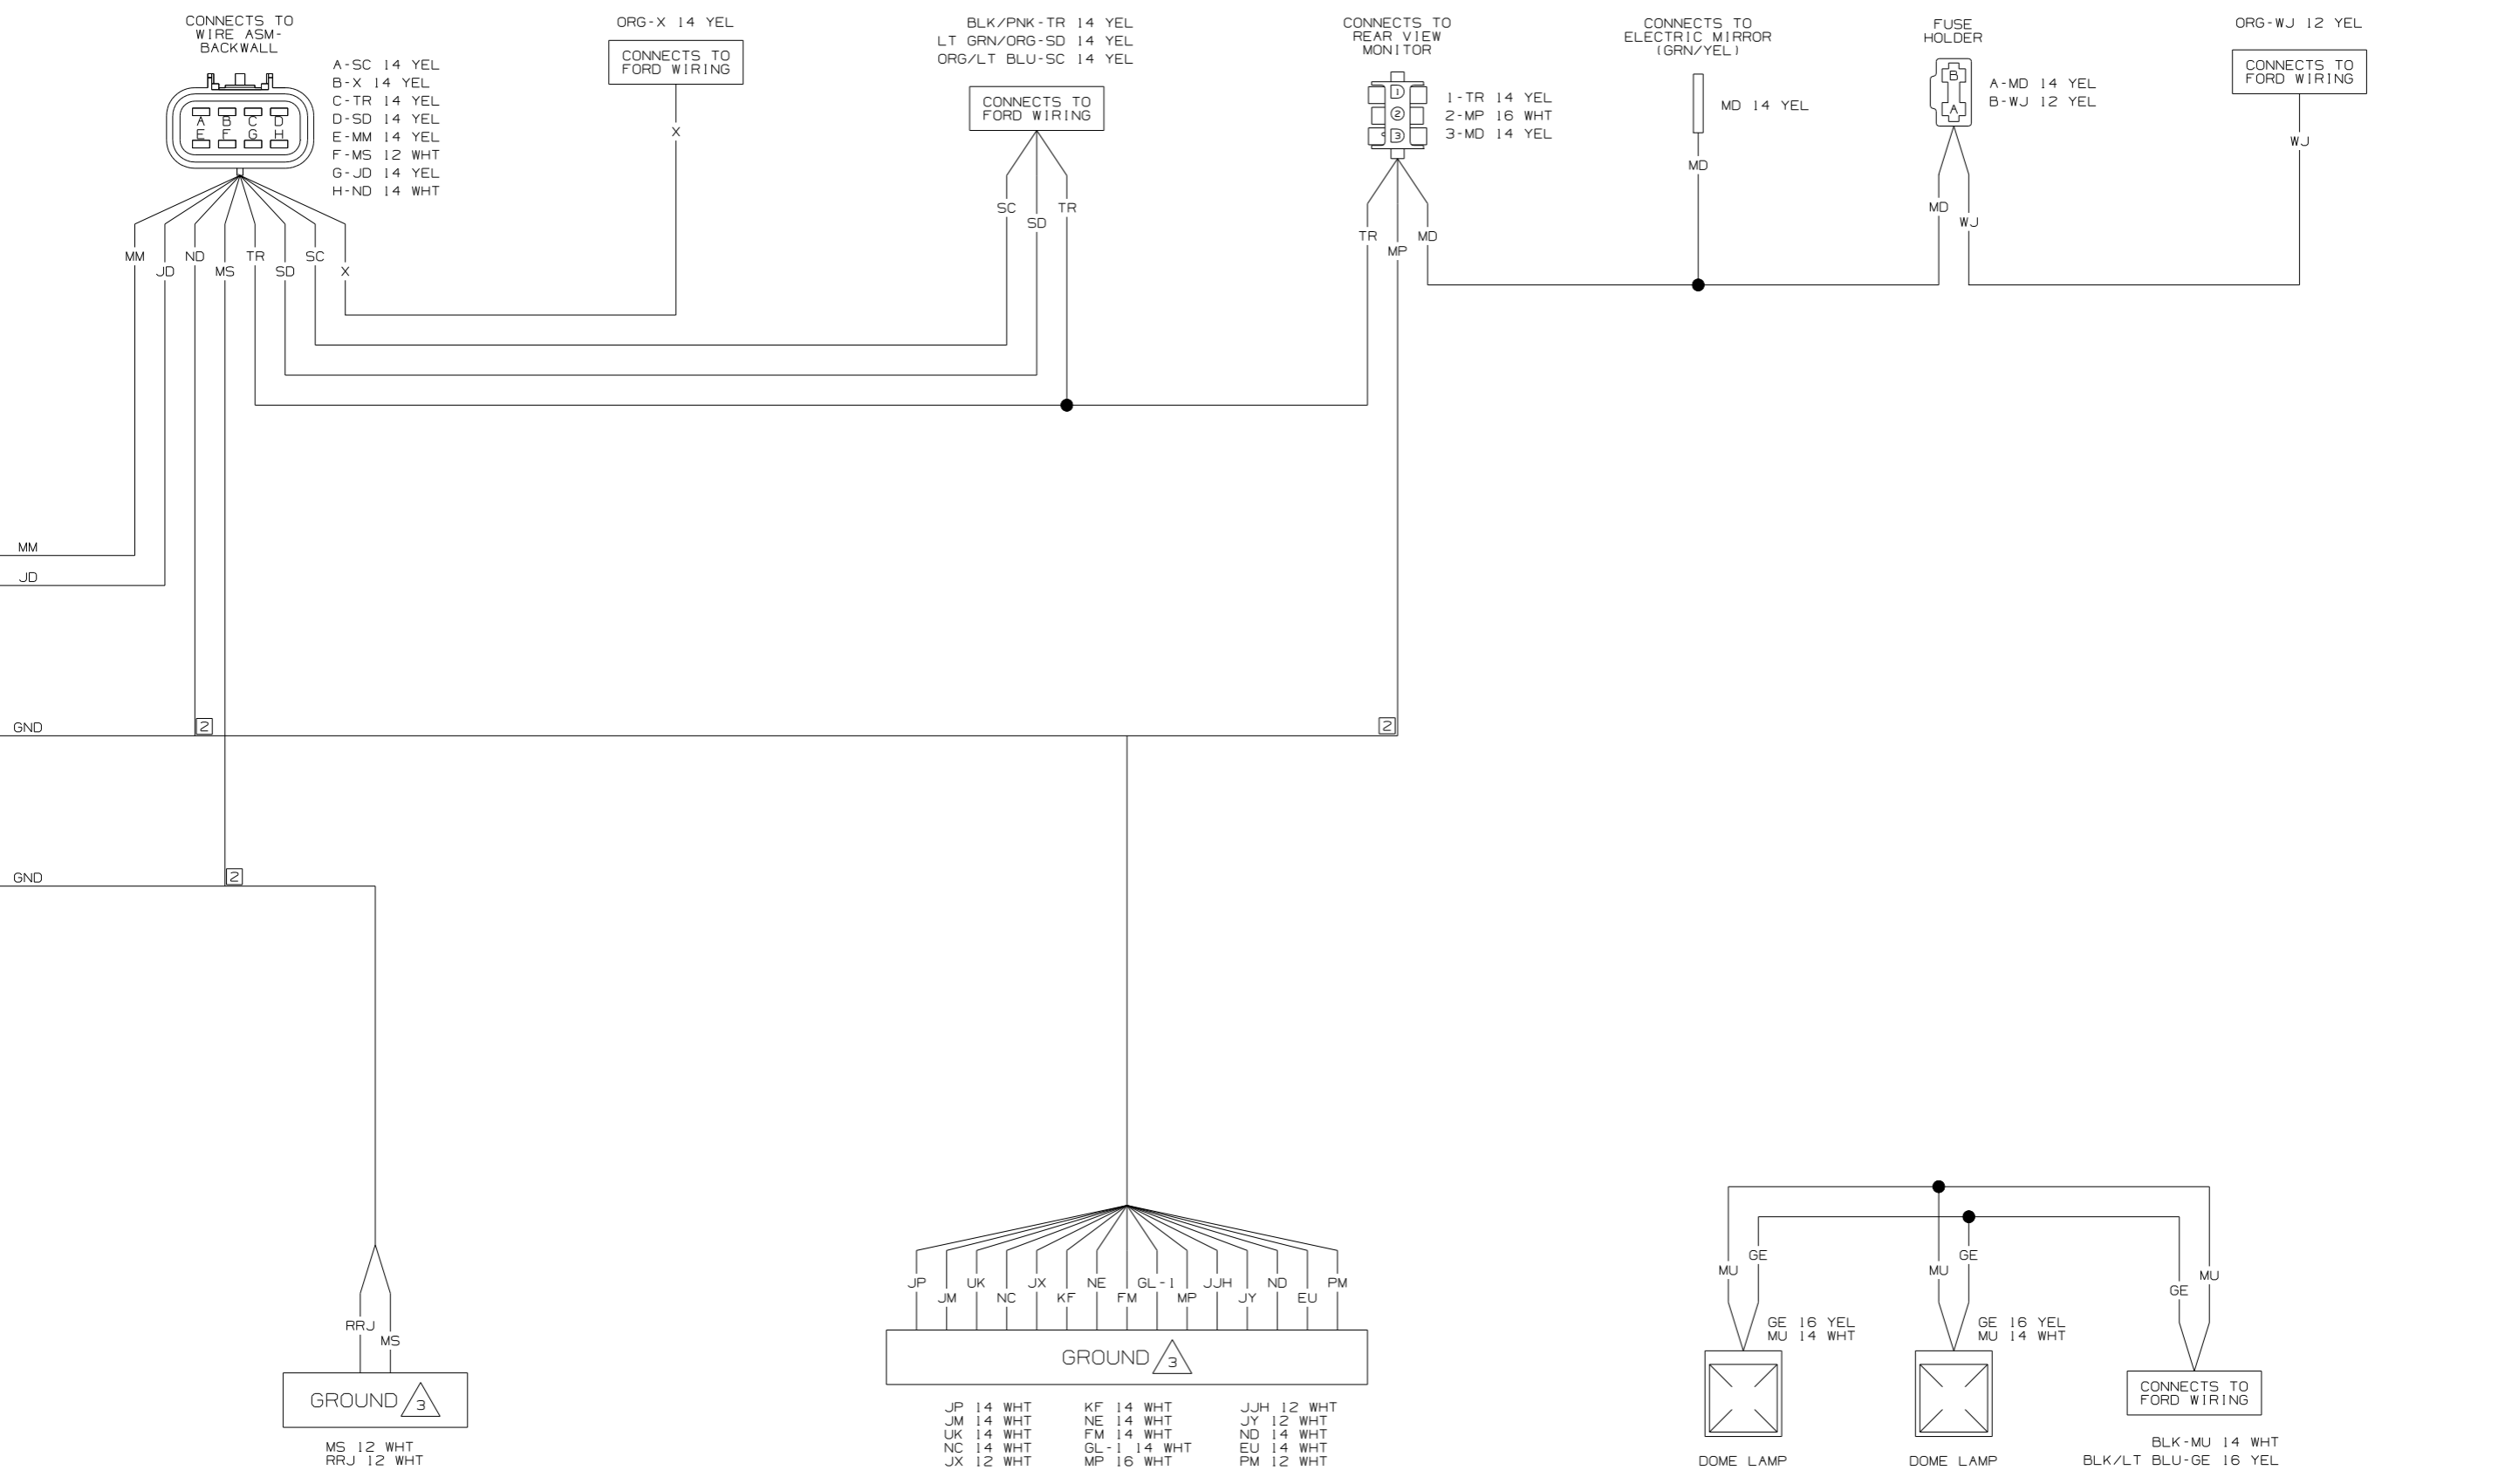 CONNECTS TO
WIRE ASM-
BACKWALL
A-SC 14 YEL
B-X 14 YEL
C-TR 14 YEL
D-SD 14 YEL
E-MM 14 YEL
F-MS 12 WHT
G-JD 14 YEL
H-ND 14 WHT
A B C D
E F G H
MM
JD
ND
MS
TR
SD
SC
X
ORG-X 14 YEL
CONNECTS TO
FORD WIRING
X
BLK/PNK-TR 14 YEL
LT GRN/ORG-SD 14 YEL
ORG/LT BLU-SC 14 YEL
CONNECTS TO
FORD WIRING
SC
SD
TR
CONNECTS TO
REAR VIEW
MONITOR
1
2
3
1-TR 14 YEL
2-MP 16 WHT
3-MD 14 YEL
TR
MP
MD
CONNECTS TO
ELECTRIC MIRROR
(GRN/YEL)
MD 14 YEL
MD
FUSE
HOLDER
B
A
A-MD 14 YEL
B-WJ 12 YEL
MD
WJ
ORG-WJ 12 YEL
CONNECTS TO
FORD WIRING
WJ
MM
JD
GND
2
2
GND
2
RRJ
MS
GROUND 3
MS 12 WHT
RRJ 12 WHT
JP
JM
UK
NC
JX
KF
NE
FM
GL-1
MP
JJH
JY
ND
EU
PM
GROUND 3
JP 14 WHT
JM 14 WHT
UK 14 WHT
NC 14 WHT
JX 12 WHT
KF 14 WHT
NE 14 WHT
FM 14 WHT
GL-1 14 WHT
MP 16 WHT
JJH 12 WHT
JY 12 WHT
ND 14 WHT
EU 14 WHT
PM 12 WHT
MU
GE
GE 16 YEL
MU 14 WHT
DOME LAMP
MU
GE
GE 16 YEL
MU 14 WHT
DOME LAMP
GE
MU
CONNECTS TO
FORD WIRING
BLK-MU 14 WHT
BLK/LT BLU-GE 16 YEL